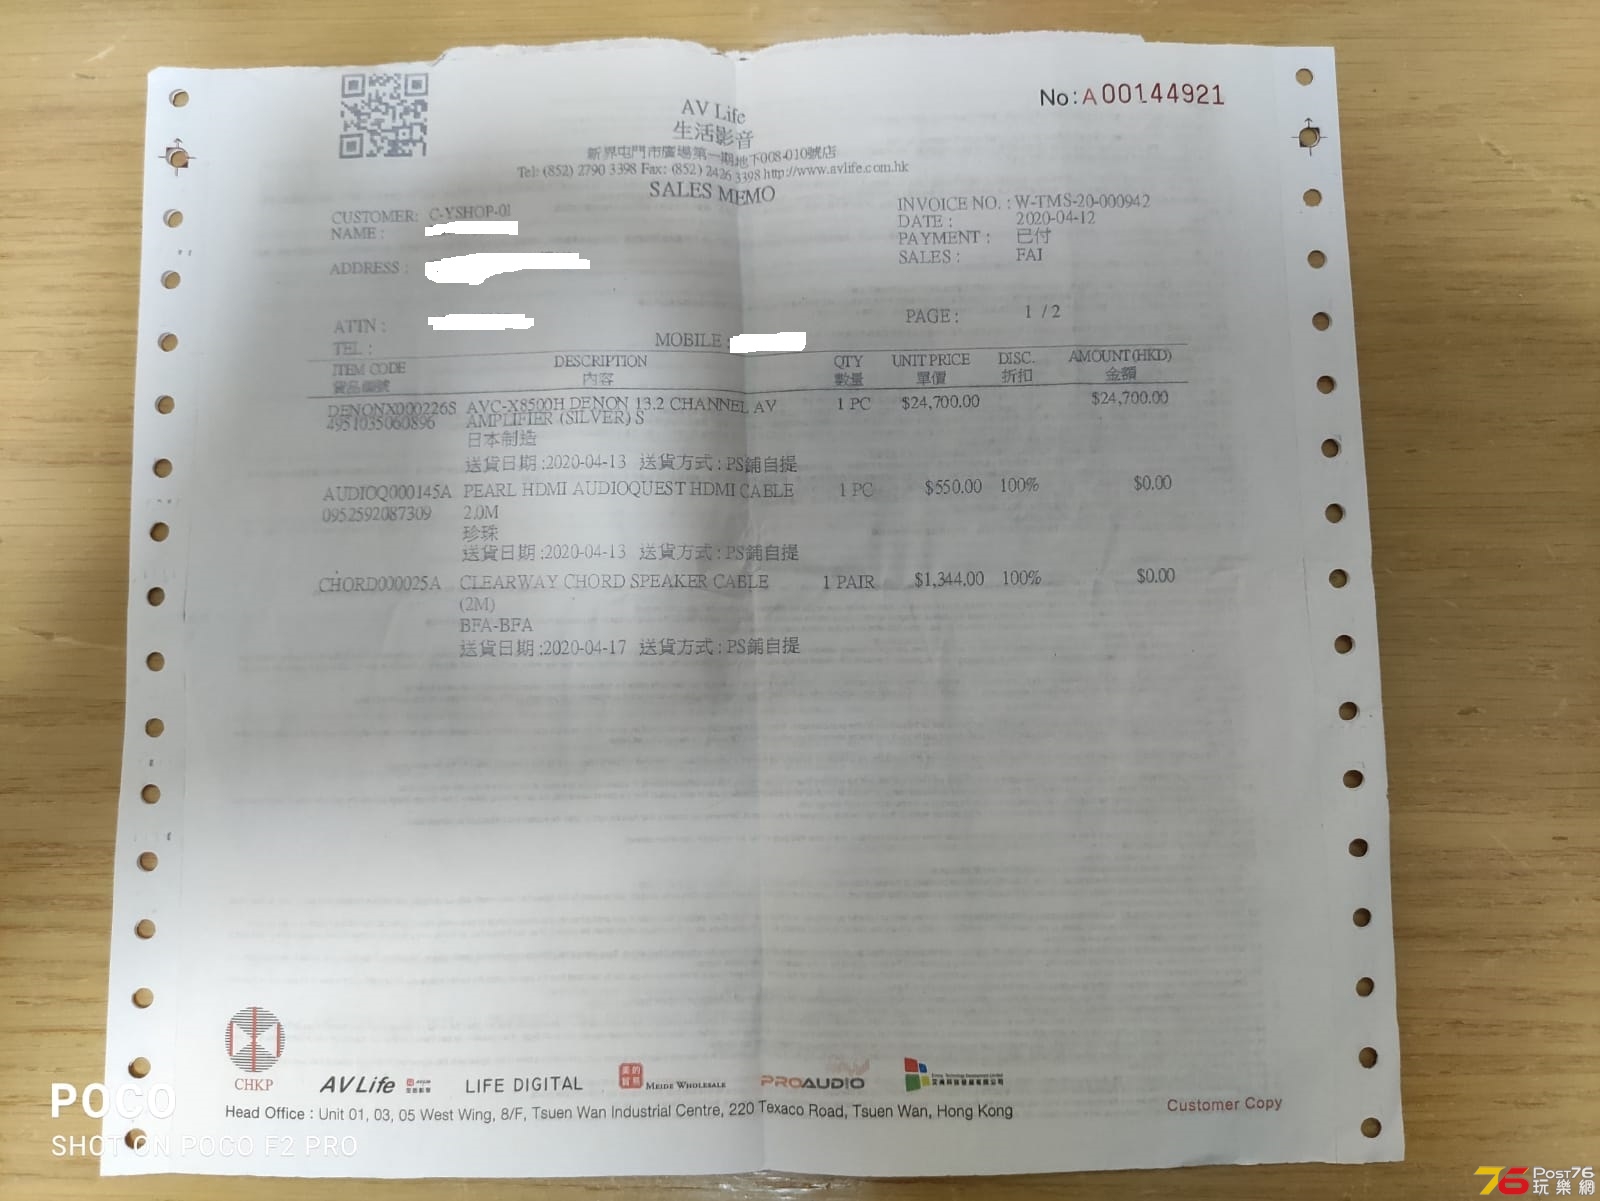 No: A 00144921
AV Life
生活影音
新界屯門市廣場第一期地下008-010號店
Tel: (852) 2790 3398 Fax: (852) 2426 3398 http://www.avlife.com.hk
SALES MEMO
CUSTOMER: C-YSHOP-01
NAME :
ADDRESS :
ATTN :
TEL :
MOBILE :
INVOICE NO. : W-TMS-20-000942
DATE : 2020-04-12
PAYMENT : 已付
SALES : FAI
PAGE : 1 / 2
ITEM CODE DESCRIPTION QTY UNIT PRICE DISC. AMOUNT(HKD)
貨品編號 內容 數量 單價 折扣 金額
DENONX000226S AVC-X8500H DENON 13.2 CHANNEL AV 1 PC $24,700.00 $24,700.00
4951035060896 AMPLIFIER (SILVER) S
日本制造
送貨日期 :2020-04-13 送貨方式 : PS鋪自提
AUDIOQ000145A PEARL HDMI AUDIOQUEST HDMI CABLE 1 PC $550.00 100% $0.00
0952592087309 2.0M
珍珠
送貨日期 :2020-04-13 送貨方式 : PS鋪自提
CHORD000025A CLEARWAY CHORD SPEAKER CABLE 1 PAIR $1,344.00 100% $0.00
(2M)
BFA-BFA
送貨日期 :2020-04-17 送貨方式 : PS鋪自提
CHKP
AV Life LIFE DIGITAL 美的貿易 MEIDE WHOLESALE PROAUDIO
Head Office : Unit 01, 03, 05 West Wing, 8/F, Tsuen Wan Industrial Centre, 220 Texaco Road, Tsuen Wan, Hong Kong
Customer Copy
POCO
SHOT ON POCO F2 PRO
76 POST76
玩樂網